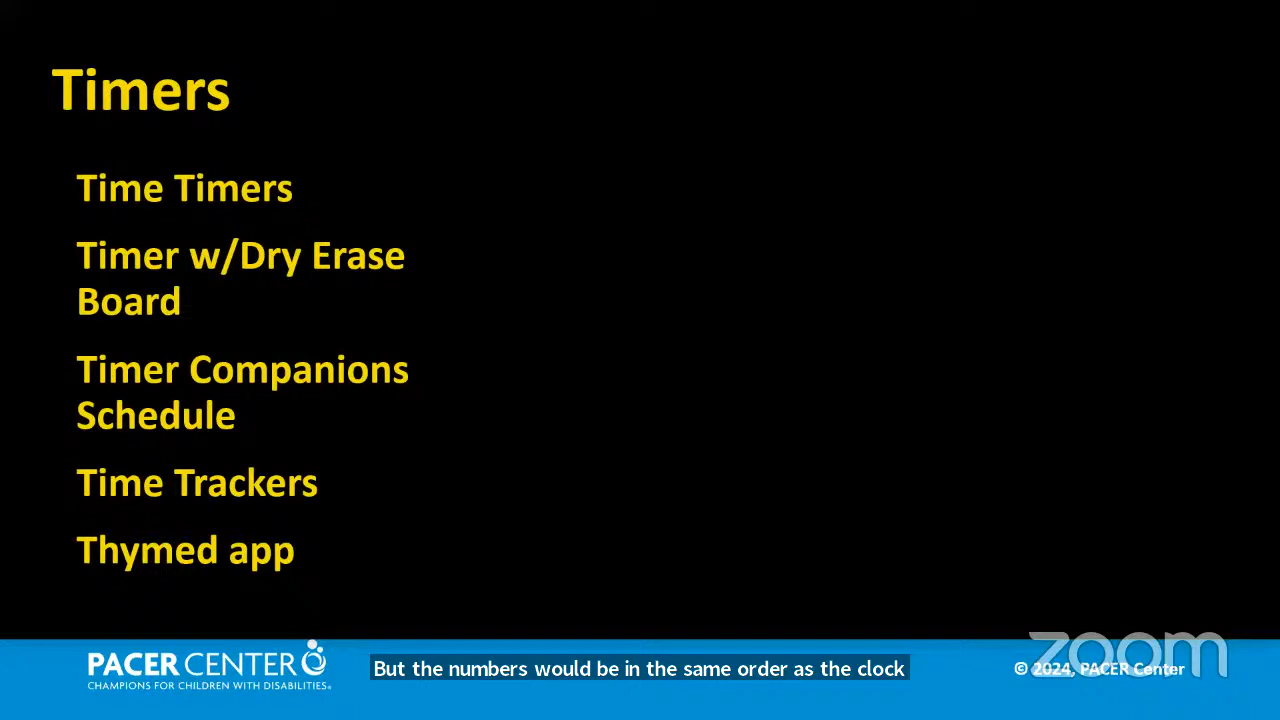 Timers
Time Timers
Timer w/Dry Erase
Board
Timer Companions
Schedule
Time Trackers
Thymed app
PACER CENTER
CHAMPIONS FOR CHILDREN WITH DISABILITIES.
But the numbers would be in the same order as the clock
© 2024, PACER Center
zoom